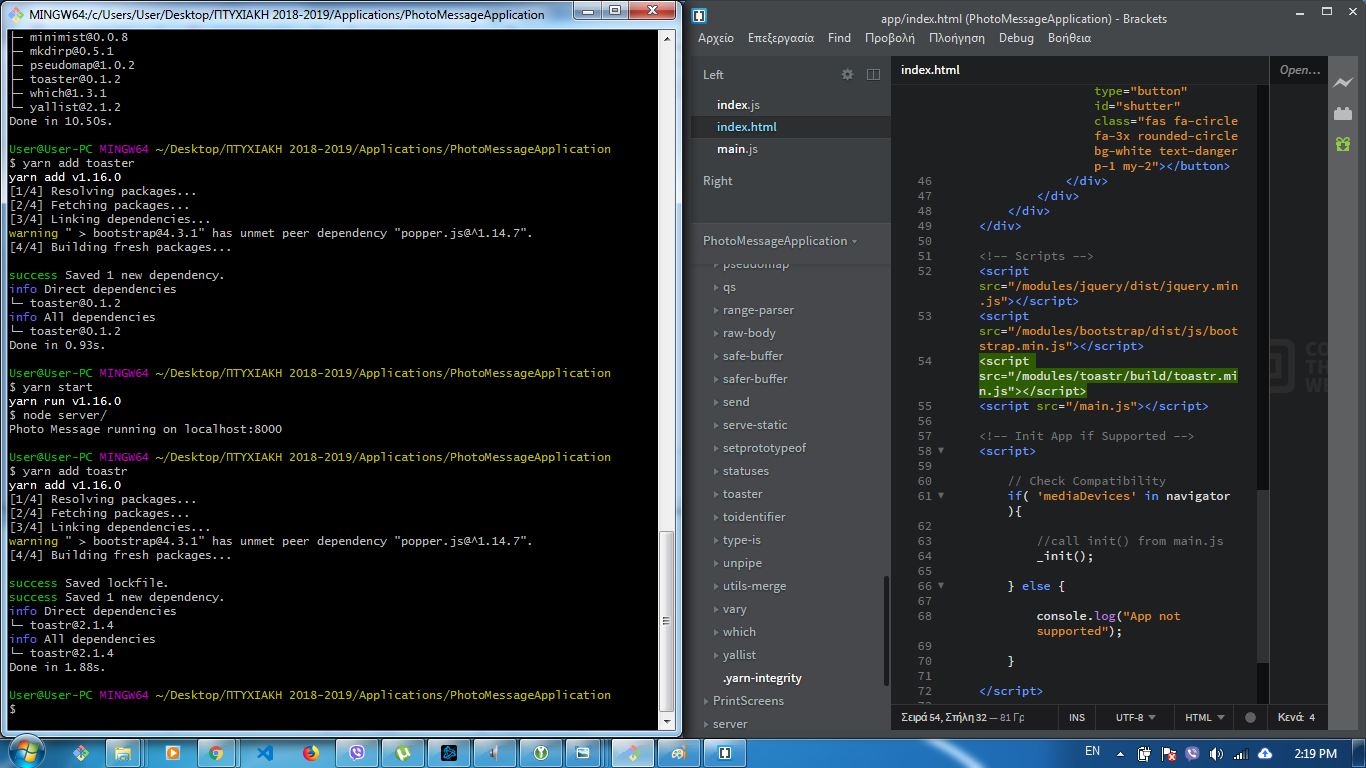 MINGW64:/c/Users/User/Desktop/ΠΤΥΧΙΑΚΗ 2018-2019/Applications/PhotoMessageApplication
├─ minimist@0.0.8
├─ mkdirp@0.5.1
├─ pseudomap@1.0.2
├─ toaster@0.1.2
├─ which@1.3.1
└─ yallist@2.1.2
Done in 10.50s.
User@User-PC MINGW64 ~/Desktop/ΠΤΥΧΙΑΚΗ 2018-2019/Applications/PhotoMessageApplication
$ yarn add toaster
yarn add v1.16.0
[1/4] Resolving packages...
[2/4] Fetching packages...
[3/4] Linking dependencies...
warning " > bootstrap@4.3.1" has unmet peer dependency "popper.js@^1.14.7".
[4/4] Building fresh packages...
success Saved 1 new dependency.
info Direct dependencies
└─ toaster@0.1.2
info All dependencies
└─ toaster@0.1.2
Done in 0.93s.
User@User-PC MINGW64 ~/Desktop/ΠΤΥΧΙΑΚΗ 2018-2019/Applications/PhotoMessageApplication
$ yarn start
yarn run v1.16.0
$ node server/
Photo Message running on localhost:8000
User@User-PC MINGW64 ~/Desktop/ΠΤΥΧΙΑΚΗ 2018-2019/Applications/PhotoMessageApplication
$ yarn add toastr
yarn add v1.16.0
[1/4] Resolving packages...
[2/4] Fetching packages...
[3/4] Linking dependencies...
warning " > bootstrap@4.3.1" has unmet peer dependency "popper.js@^1.14.7".
[4/4] Building fresh packages...
success Saved lockfile.
success Saved 1 new dependency.
info Direct dependencies
└─ toastr@2.1.4
info All dependencies
└─ toastr@2.1.4
Done in 1.88s.
User@User-PC MINGW64 ~/Desktop/ΠΤΥΧΙΑΚΗ 2018-2019/Applications/PhotoMessageApplication
$
app/index.html (PhotoMessageApplication) - Brackets
Αρχείο Επεξεργασία Find Προβολή Πλοήγηση Debug Βοήθεια
Left
index.js
index.html
main.js
Right
PhotoMessageApplication
pseudomap
qs
range-parser
raw-body
safe-buffer
safer-buffer
send
serve-static
setprototypeof
statuses
toaster
toidentifier
type-is
unpipe
utils-merge
vary
which
yallist
.yarn-integrity
PrintScreens
server
index.html
Open...
type="button"
id="shutter"
class="fas fa-circle
fa-3x rounded-circle
bg-white text-danger
p-1 my-2"></button>
46 </div>
47 </div>
48 </div>
49 </div>
50
51 <!-- Scripts -->
52 <script
src="/modules/jquery/dist/jquery.min
.js"></script>
53 <script
src="/modules/bootstrap/dist/js/boot
strap.min.js"></script>
54 <script
src="/modules/toastr/build/toastr.mi
n.js"></script>
55 <script src="/main.js"></script>
56
57 <!-- Init App if Supported -->
58 <script>
59
60 // Check Compatibility
61 if( 'mediaDevices' in navigator
){
62
63 //call init() from main.js
64 _init();
65
66 } else {
67
68 console.log("App not
supported");
69
70 }
71
72 </script>
Σειρά 54, Στήλη 32 — 81 Γρ
INS
UTF-8
HTML
Κενά: 4
EN
2:19 PM